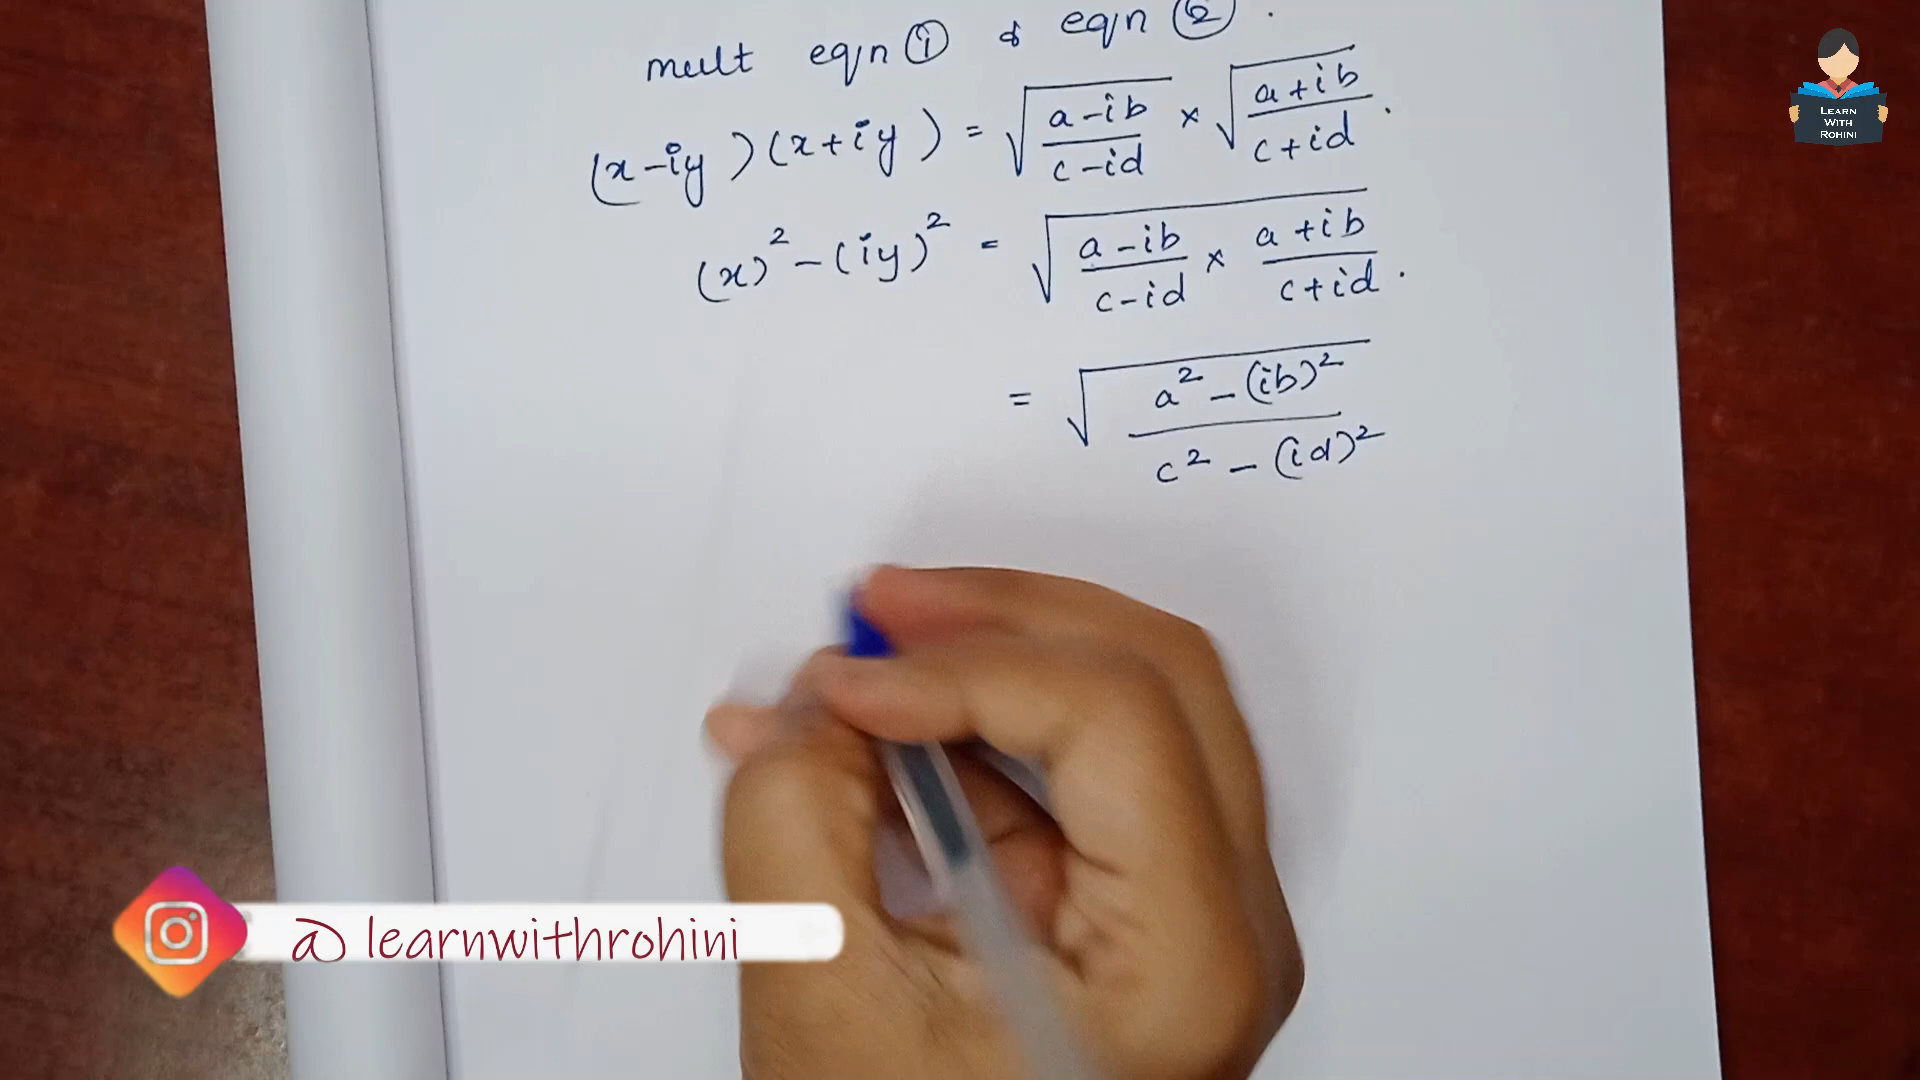 mult eqn ① & eqn ②.
(x-iy)(x+iy) = √(a-ib/c-id) × √(a+ib/c+id).
(x)² - (iy)² = √(a-ib/c-id × a+ib/c+id).
= √(a² - (ib)²/c² - (id)²)
LEARN
WITH
ROHINI
@learnwithrohini